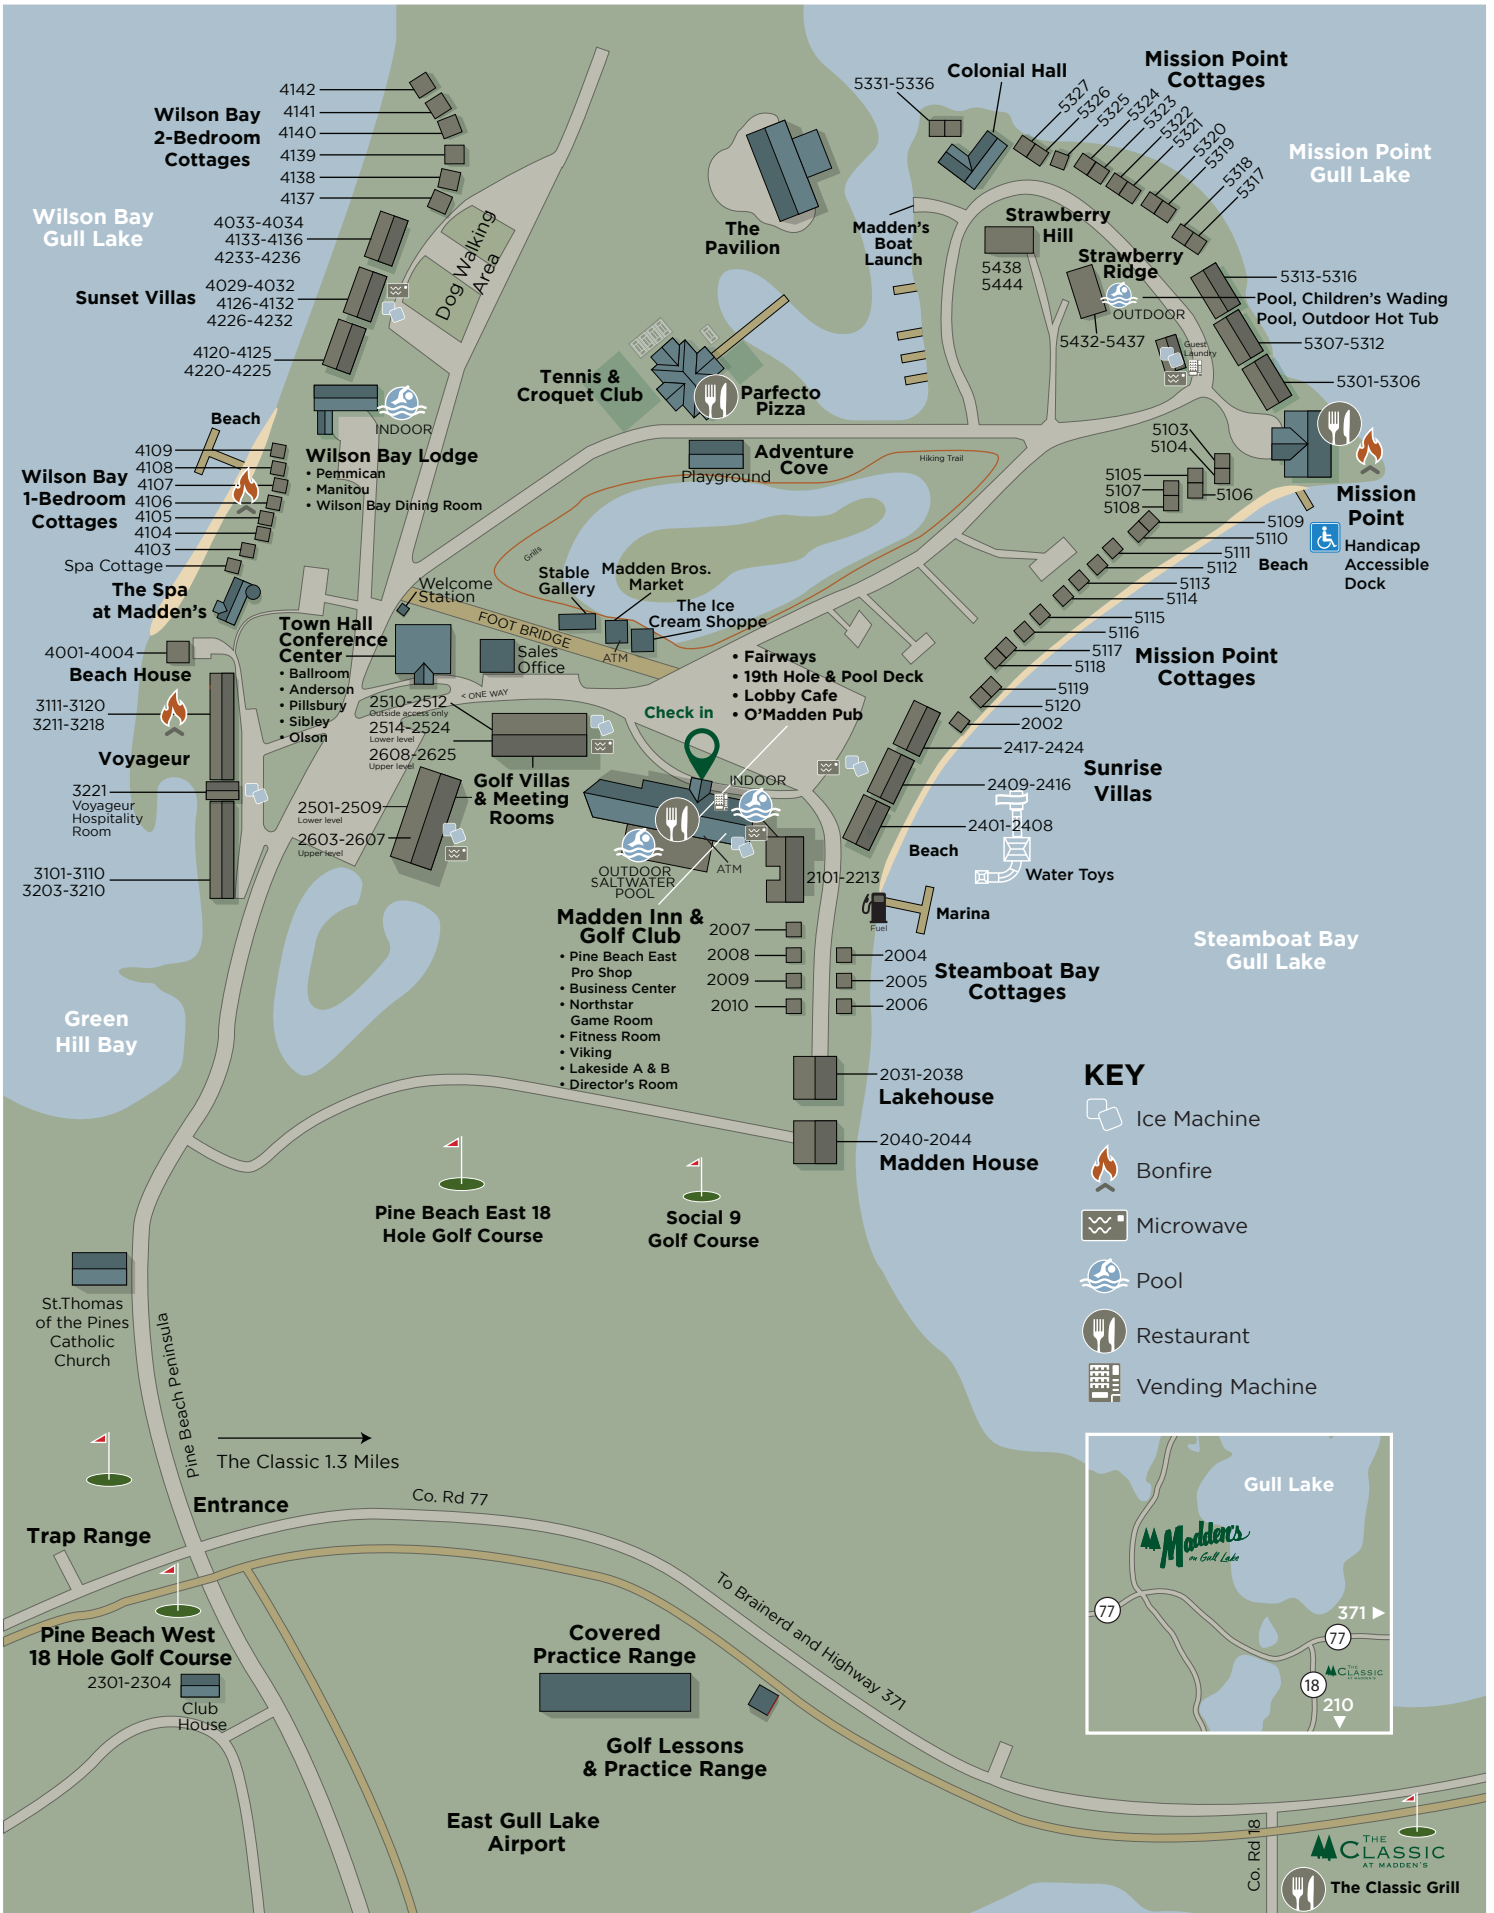 4142
4141
4140
4139
4138
4137
Wilson Bay
2-Bedroom
Cottages
Wilson Bay
Gull Lake
4033-4034
4133-4136
4233-4236
Sunset Villas
4029-4032
4126-4132
4226-4232
4120-4125
4220-4225
Dog Walking
Area
INDOOR
Wilson Bay Lodge
• Pemmican
• Manitou
• Wilson Bay Dining Room
Beach
4109
4108
4107
4106
4105
4104
4103
Wilson Bay
1-Bedroom
Cottages
Spa Cottage
The Spa
at Madden's
4001-4004
Beach House
3111-3120
3211-3218
Voyageur
3221
Voyageur
Hospitality
Room
3101-3110
3203-3210
Green
Hill Bay
The
Pavilion
Tennis &
Croquet Club
Parfecto
Pizza
Playground
Adventure
Cove
Hiking Trail
Grills
Madden's
Boat
Launch
5331-5336
Colonial Hall
Mission Point
Cottages
5327
5326
5325
5324
5323
5322
5321
5320
5319
5318
5317
Mission Point
Gull Lake
Strawberry
Hill
5438
5444
Strawberry
Ridge
OUTDOOR
5432-5437
Guest
Laundry
5313-5316
Pool, Children's Wading
Pool, Outdoor Hot Tub
5307-5312
5301-5306
5103
5104
5105
5107
5108
5106
Mission
Point
5109
5110
5111
5112
5113
5114
5115
5116
5117
5118
5119
5120
2002
Beach
Handicap
Accessible
Dock
Mission Point
Cottages
Welcome
Station
FOOT BRIDGE
Stable
Gallery
Madden Bros.
Market
The Ice
Cream Shoppe
ATM
Town Hall
Conference
Center
• Ballroom
• Anderson
• Pillsbury
• Sibley
• Olson
Sales
Office
< ONE WAY
2510-2512
Outside access only
2514-2524
Lower level
2608-2625
Upper level
Golf Villas
& Meeting
Rooms
2501-2509
Lower level
2603-2607
Upper level
• Fairways
• 19th Hole & Pool Deck
• Lobby Cafe
• O'Madden Pub
Check in
INDOOR
OUTDOOR
SALTWATER
POOL
ATM
2101-2213
Madden Inn &
Golf Club
• Pine Beach East
Pro Shop
• Business Center
• Northstar
Game Room
• Fitness Room
• Viking
• Lakeside A & B
• Director's Room
2417-2424
Sunrise
Villas
2409-2416
2401-2408
Beach
Water Toys
Fuel
Marina
2007
2008
2009
2010
2004
2005
2006
Steamboat Bay
Cottages
Steamboat Bay
Gull Lake
2031-2038
Lakehouse
2040-2044
Madden House
KEY
Ice Machine
Bonfire
Microwave
Pool
Restaurant
Vending Machine
Pine Beach East 18
Hole Golf Course
Social 9
Golf Course
St.Thomas
of the Pines
Catholic
Church
Pine Beach Peninsula
The Classic 1.3 Miles
Entrance
Co. Rd 77
Trap Range
To Brainerd and Highway 371
Pine Beach West
18 Hole Golf Course
2301-2304
Club
House
Covered
Practice Range
Golf Lessons
& Practice Range
East Gull Lake
Airport
Gull Lake
Madden's
on Gull Lake
77
371
77
THE
CLASSIC
AT MADDEN'S
18
210
Co. Rd 18
THE
CLASSIC
AT MADDEN'S
The Classic Grill